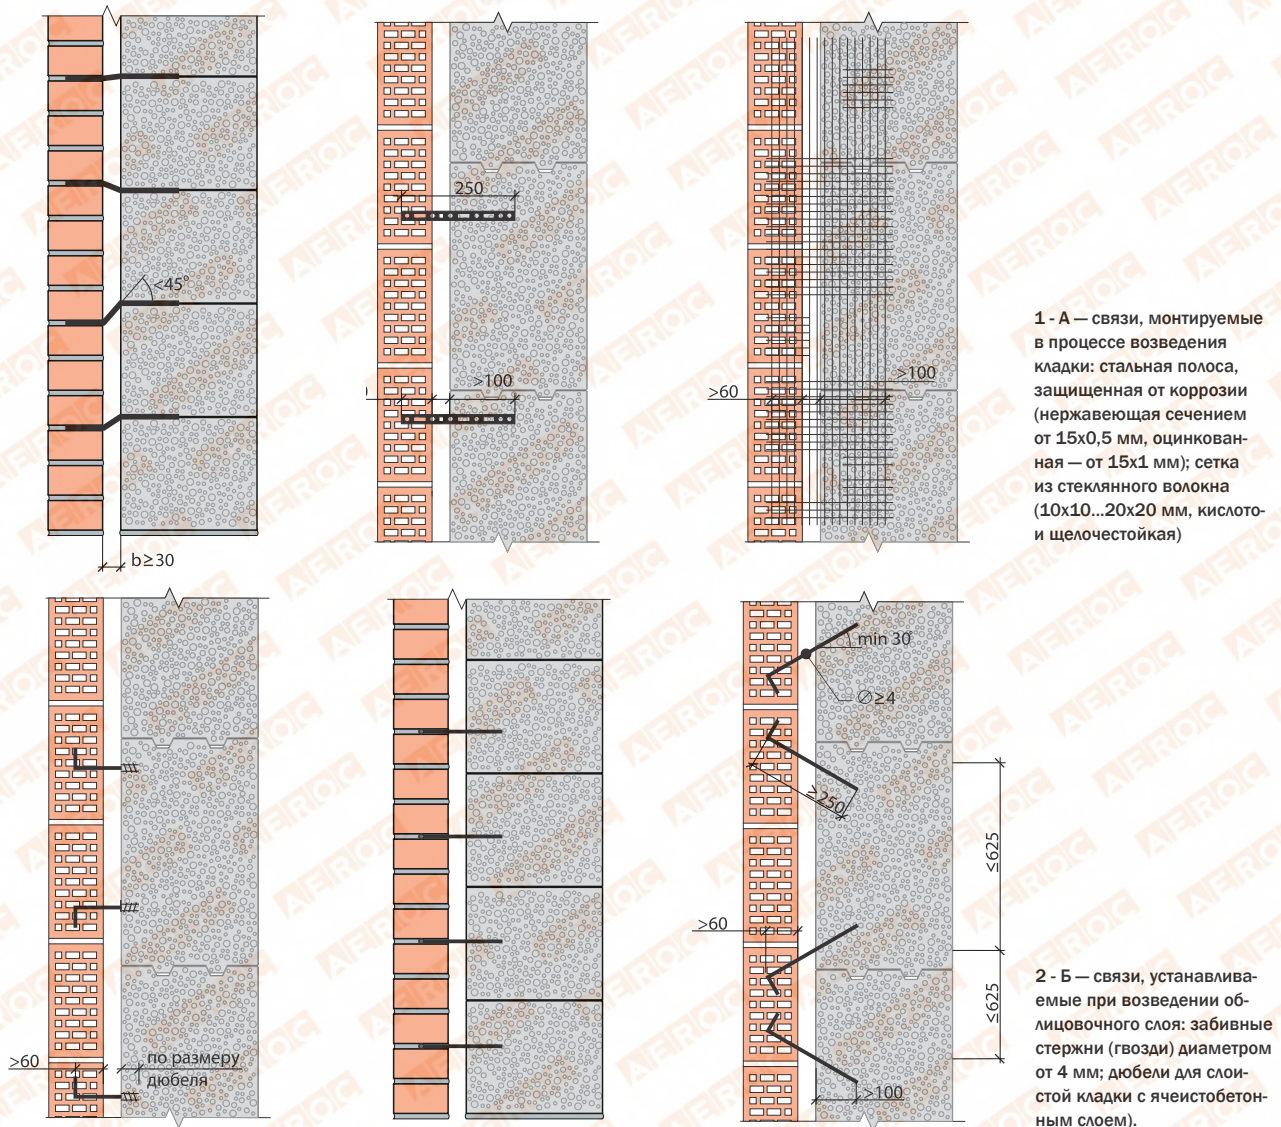 <45°
b≥30
250
>100
>60
>100
1 - А — связи, монтируемые
в процессе возведения
кладки: стальная полоса,
защищенная от коррозии
(нержавеющая сечением
от 15х0,5 мм, оцинкован-
ная — от 15х1 мм); сетка
из стеклянного волокна
(10х10...20х20 мм, кислото-
и щелочестойкая)
>60
по размеру
дюбеля
min 30°
∅≥4
≥250
>60
>100
≤625
≤625
2 - Б — связи, устанавлива-
емые при возведении об-
лицовочного слоя: забивные
стержни (гвозди) диаметром
от 4 мм; дюбели для слои-
стой кладки с ячеистобетон-
ным слоем).
AEROC